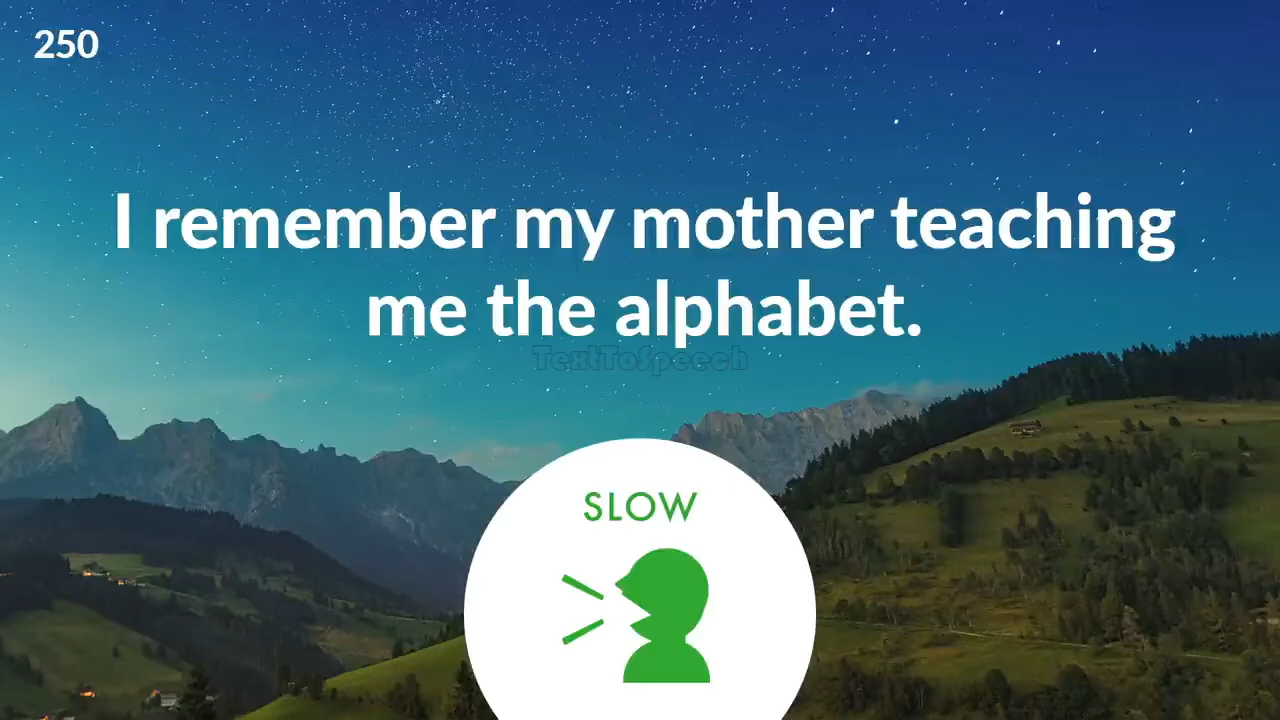 250
I remember my mother teaching
me the alphabet.
TextToSpeech
SLOW